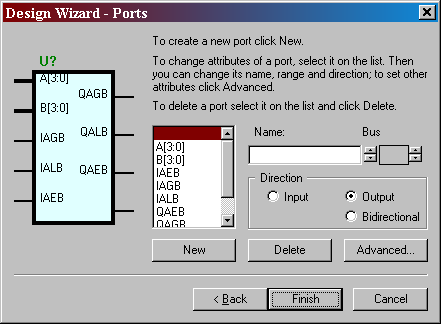 Design Wizard - Ports
To create a new port click New.
To change attributes of a port, select it on the list. Then
you can change its name, range and direction; to set other
attributes click Advanced.
To delete a port select it on the list and click Delete.
U?
A[3:0]
B[3:0]
IAGB
IALB
IAEB
QAGB
QALB
QAEB
A[3:0]
B[3:0]
IAEB
IAGB
IALB
QAEB
QAGB
Name:
Bus
Direction
Input
Output
Bidirectional
New
Delete
Advanced...
< Back
Finish
Cancel